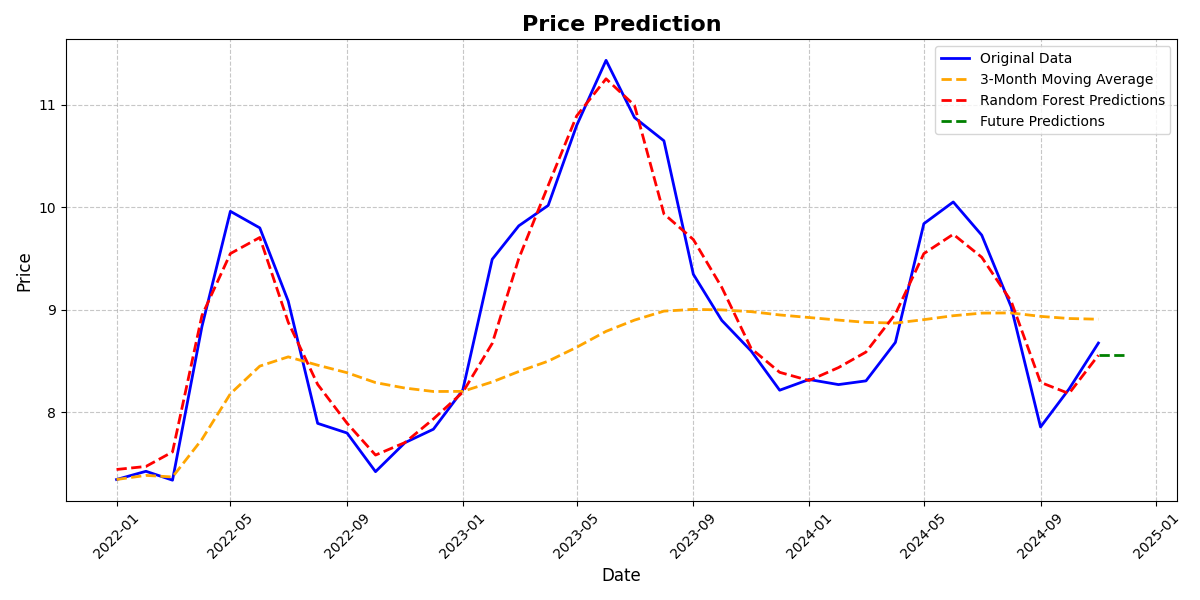 Price Prediction
Original Data
3-Month Moving Average
Random Forest Predictions
Future Predictions
Price
11
10
9
8
2022-01
2022-05
2022-09
2023-01
2023-05
2023-09
2024-01
2024-05
2024-09
2025-01
Date